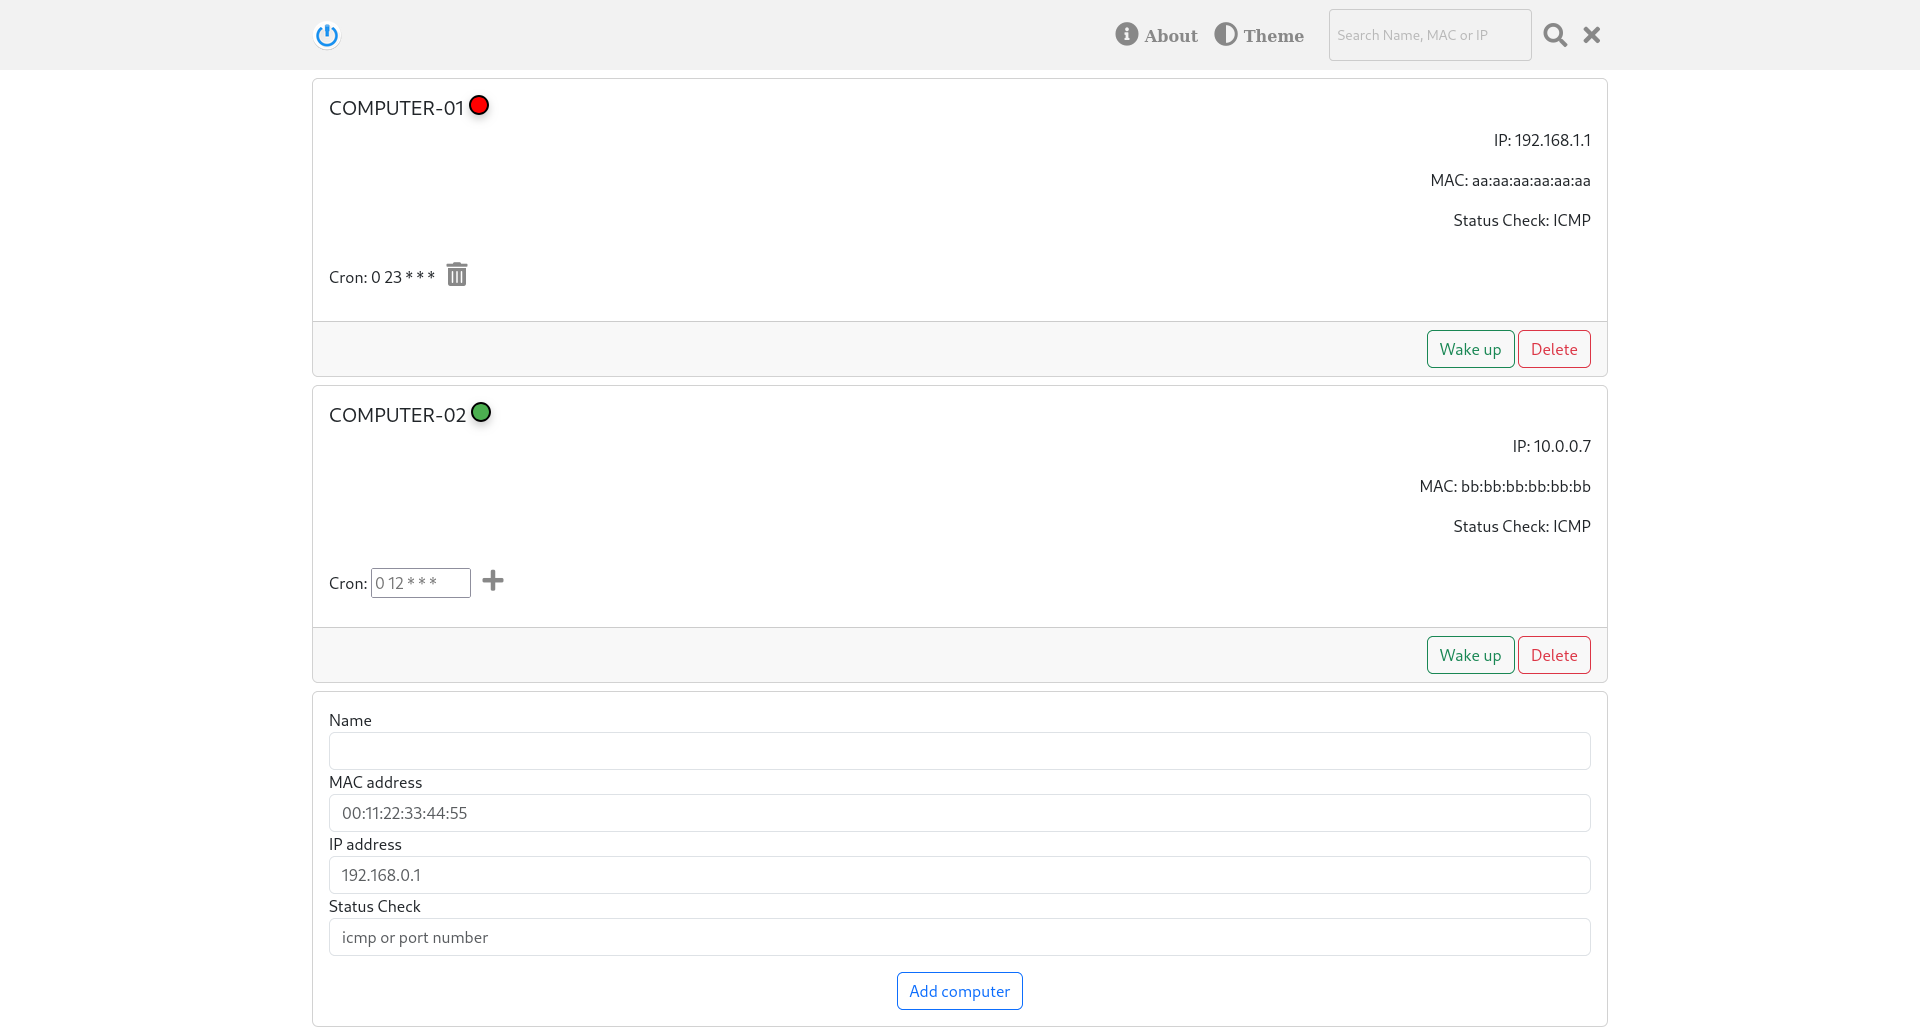 About Theme Search Name, MAC or IP
COMPUTER-01
IP: 192.168.1.1
MAC: aa:aa:aa:aa:aa:aa
Status Check: ICMP
Cron: 0 23 * * *
Wake up Delete
COMPUTER-02
IP: 10.0.0.7
MAC: bb:bb:bb:bb:bb:bb
Status Check: ICMP
Cron: 0 12 * * *
Wake up Delete
Name
MAC address
00:11:22:33:44:55
IP address
192.168.0.1
Status Check
icmp or port number
Add computer